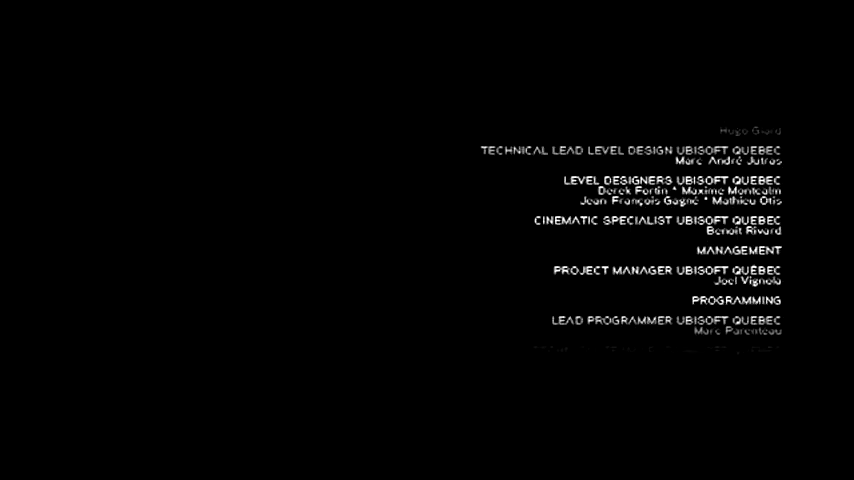 Hugo Giard
TECHNICAL LEAD LEVEL DESIGN UBISOFT QUEBEC
Marc-André Jutras
LEVEL DESIGNERS UBISOFT QUEBEC
Derek Fortin * Maxime Montcalm
Jean-François Gagné * Mathieu Otis
CINEMATIC SPECIALIST UBISOFT QUEBEC
Benoit Rivard
MANAGEMENT
PROJECT MANAGER UBISOFT QUÉBEC
Joel Vignola
PROGRAMMING
LEAD PROGRAMMER UBISOFT QUEBEC
Marc Parenteau